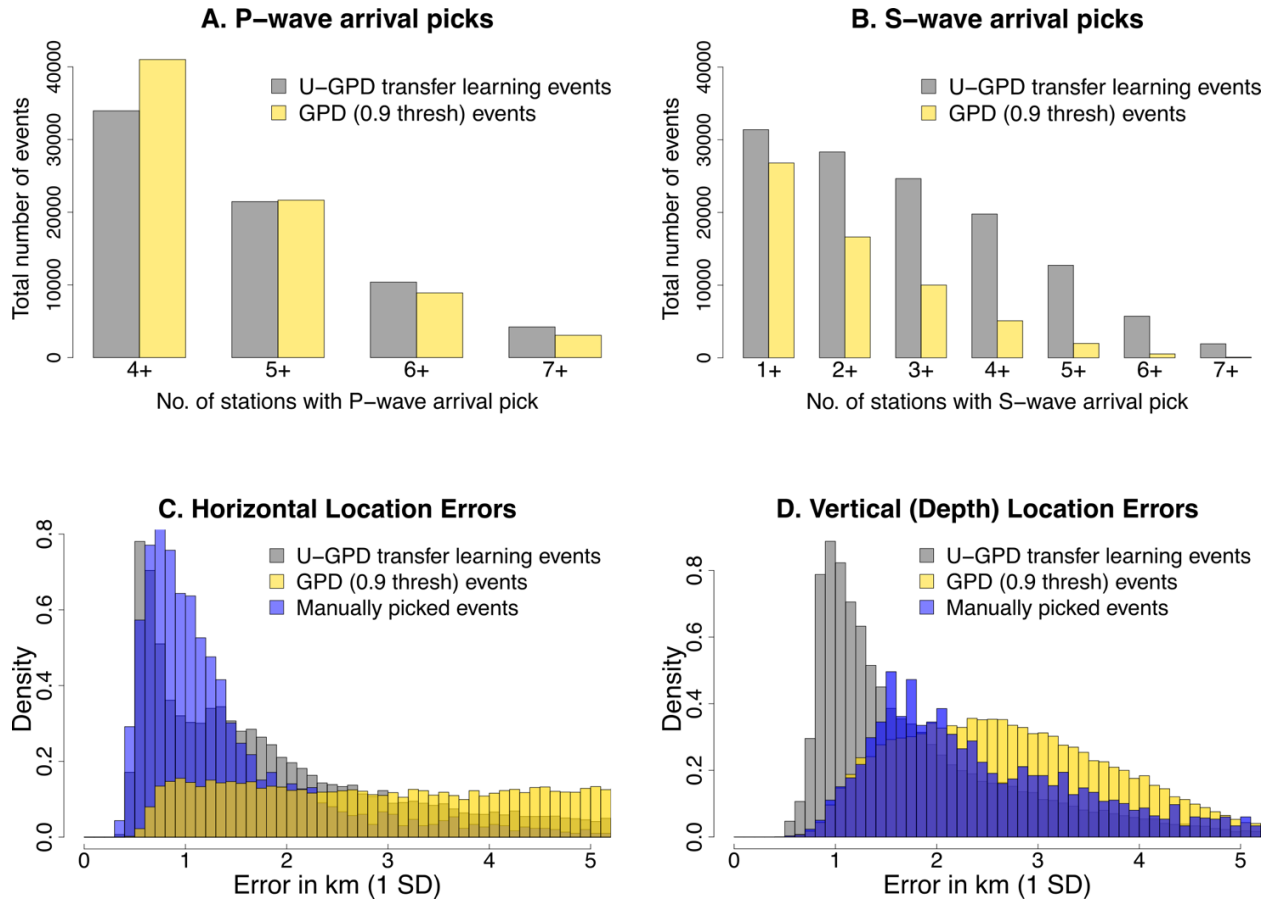 A. P−wave arrival picks
Total number of events
0
10000
20000
30000
40000
U−GPD transfer learning events
GPD (0.9 thresh) events
4+ 5+ 6+ 7+
No. of stations with P−wave arrival pick
B. S−wave arrival picks
Total number of events
0
10000
20000
30000
40000
U−GPD transfer learning events
GPD (0.9 thresh) events
1+ 2+ 3+ 4+ 5+ 6+ 7+
No. of stations with S−wave arrival pick
C. Horizontal Location Errors
Density
0.0
0.2
0.4
0.6
0.8
U−GPD transfer learning events
GPD (0.9 thresh) events
Manually picked events
0 1 2 3 4 5
Error in km (1 SD)
D. Vertical (Depth) Location Errors
Density
0.0
0.2
0.4
0.6
0.8
U−GPD transfer learning events
GPD (0.9 thresh) events
Manually picked events
0 1 2 3 4 5
Error in km (1 SD)